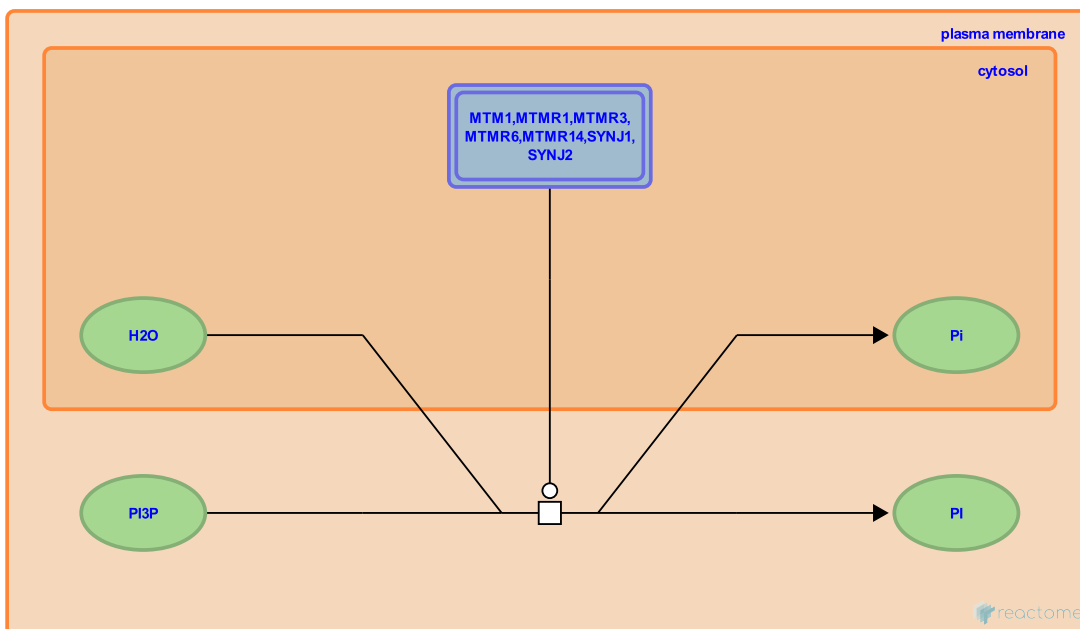 plasma membrane
cytosol
MTM1,MTMR1,MTMR3,
MTMR6,MTMR14,SYNJ1,
SYNJ2
H2O
Pi
PI3P
PI
reactome